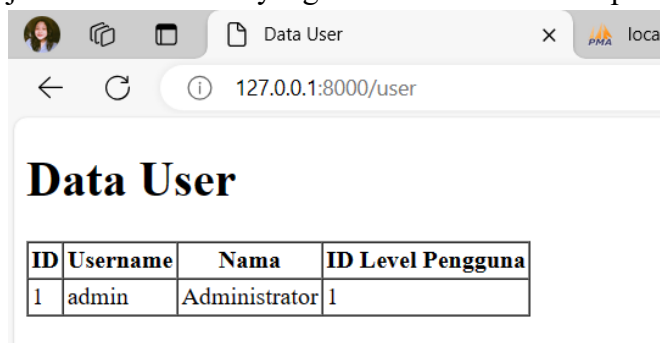 Data User
PMA loca
127.0.0.1:8000/user
Data User
ID Username Nama ID Level Pengguna
1 admin Administrator 1